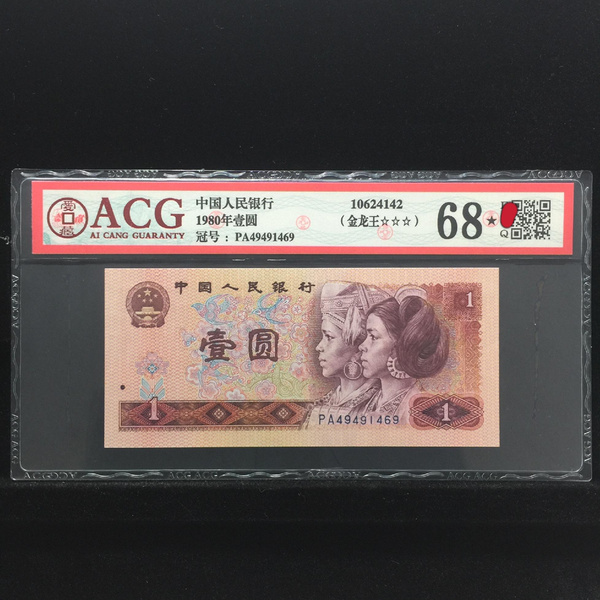 ACG
AI CANG GUARANTY
中国人民银行
1980年壹圆
冠号：PA49491469
10624142
（金龙王☆☆☆）
68★
Q
中国人民银行
1
壹圆
1
PA49491469
1